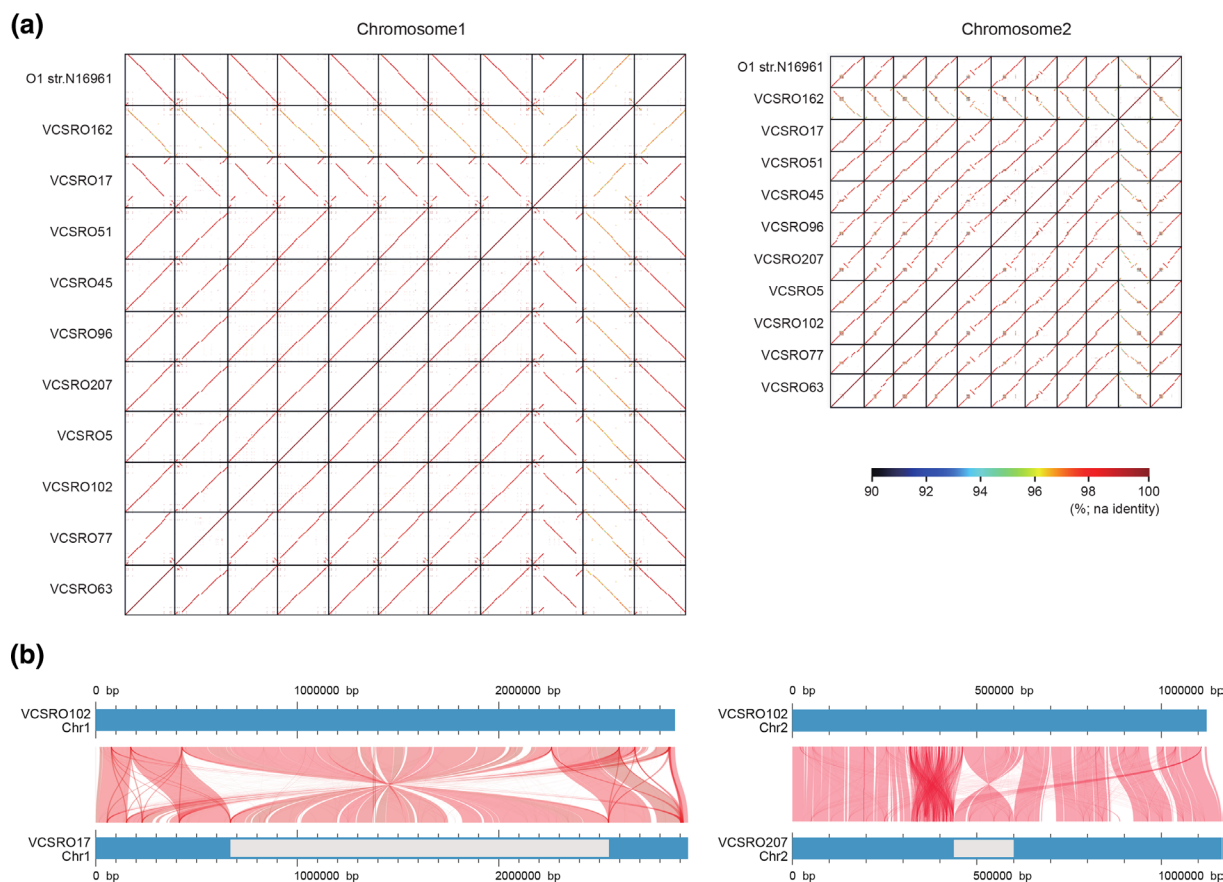 (a)
Chromosome1
O1 str.N16961
VCSRO162
VCSRO17
VCSRO51
VCSRO45
VCSRO96
VCSRO207
VCSRO5
VCSRO102
VCSRO77
VCSRO63
Chromosome2
O1 str.N16961
VCSRO162
VCSRO17
VCSRO51
VCSRO45
VCSRO96
VCSRO207
VCSRO5
VCSRO102
VCSRO77
VCSRO63
90 92 94 96 98 100
(%; na identity)
(b)
0 bp 1000000 bp 2000000 bp
VCSRO102
Chr1
VCSRO17
Chr1
0 bp 1000000 bp 2000000 bp
0 bp 500000 bp 1000000 bp
VCSRO102
Chr2
VCSRO207
Chr2
0 bp 500000 bp 1000000 bp